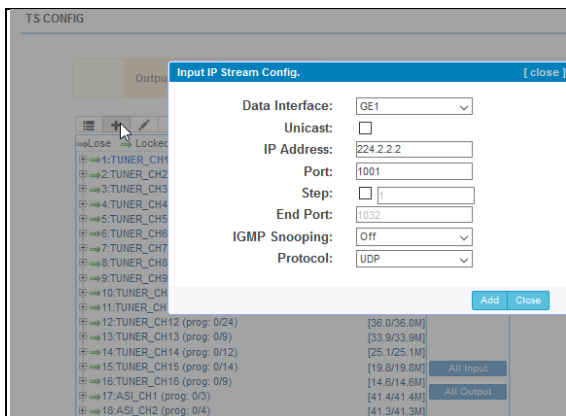 TS CONFIG
Outpu
Input IP Stream Config. [ close ]
Data Interface: GE1
Unicast:
IP Address: 224.2.2.2
Port: 1001
Step: 1
End Port: 1032
IGMP Snooping: Off
Protocol: UDP
Add Close
Lose Locked
1:TUNER_CH1
2:TUNER_CH2
3:TUNER_CH3
4:TUNER_CH4
5:TUNER_CH5
6:TUNER_CH6
7:TUNER_CH7
8:TUNER_CH8
9:TUNER_CH9
10:TUNER_CH
11:TUNER_CH
12:TUNER_CH12 (prog: 0/24) [36.0/36.0M]
13:TUNER_CH13 (prog: 0/9) [33.9/33.9M]
14:TUNER_CH14 (prog: 0/12) [25.1/25.1M]
15:TUNER_CH15 (prog: 0/14) [19.8/19.8M] All Input
16:TUNER_CH16 (prog: 0/9) [14.6/14.6M]
17:ASI_CH1 (prog: 0/3) [41.4/41.4M] All Output
18:ASI_CH2 (prog: 0/4) [41.3/41.3M]